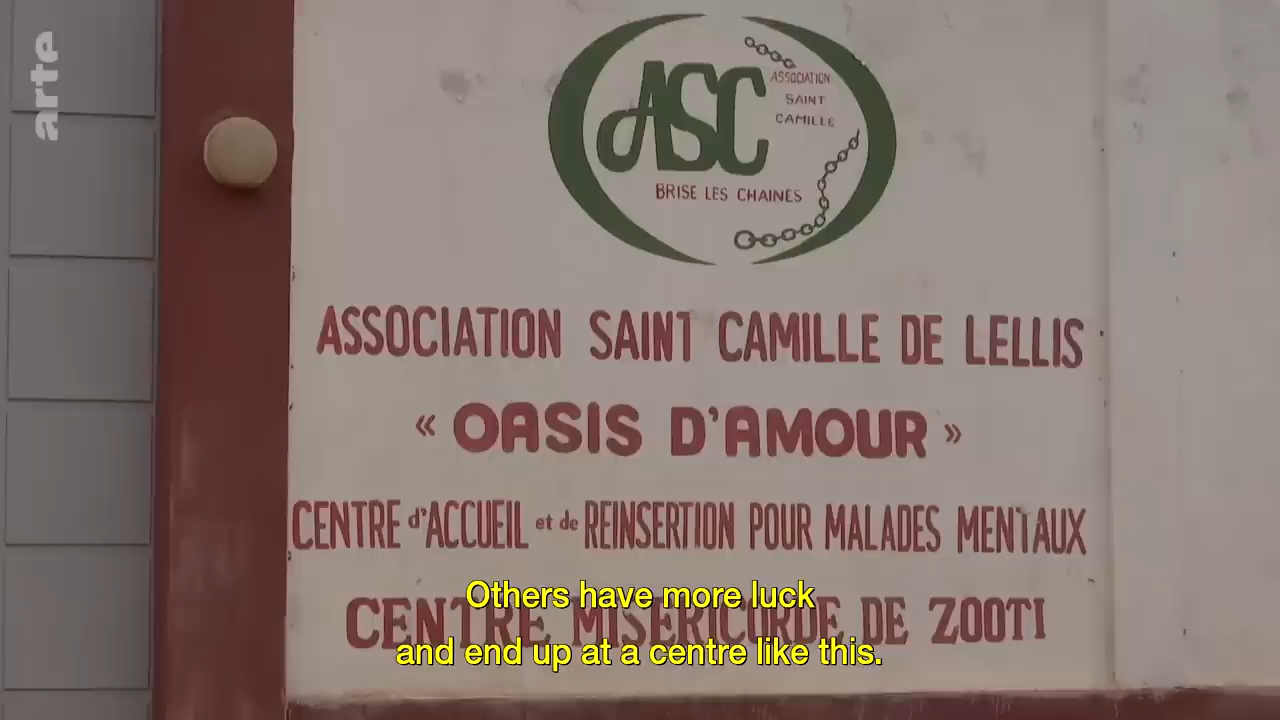 arte
ASC
ASSOCIATION
SAINT
CAMILLE
BRISE LES CHAINES
ASSOCIATION SAINT CAMILLE DE LELLIS
« OASIS D'AMOUR »
CENTRE d'ACCUEIL et de REINSERTION POUR MALADES MENTAUX
CENTRE MISERICORDE DE ZOOTI
Others have more luck
and end up at a centre like this.